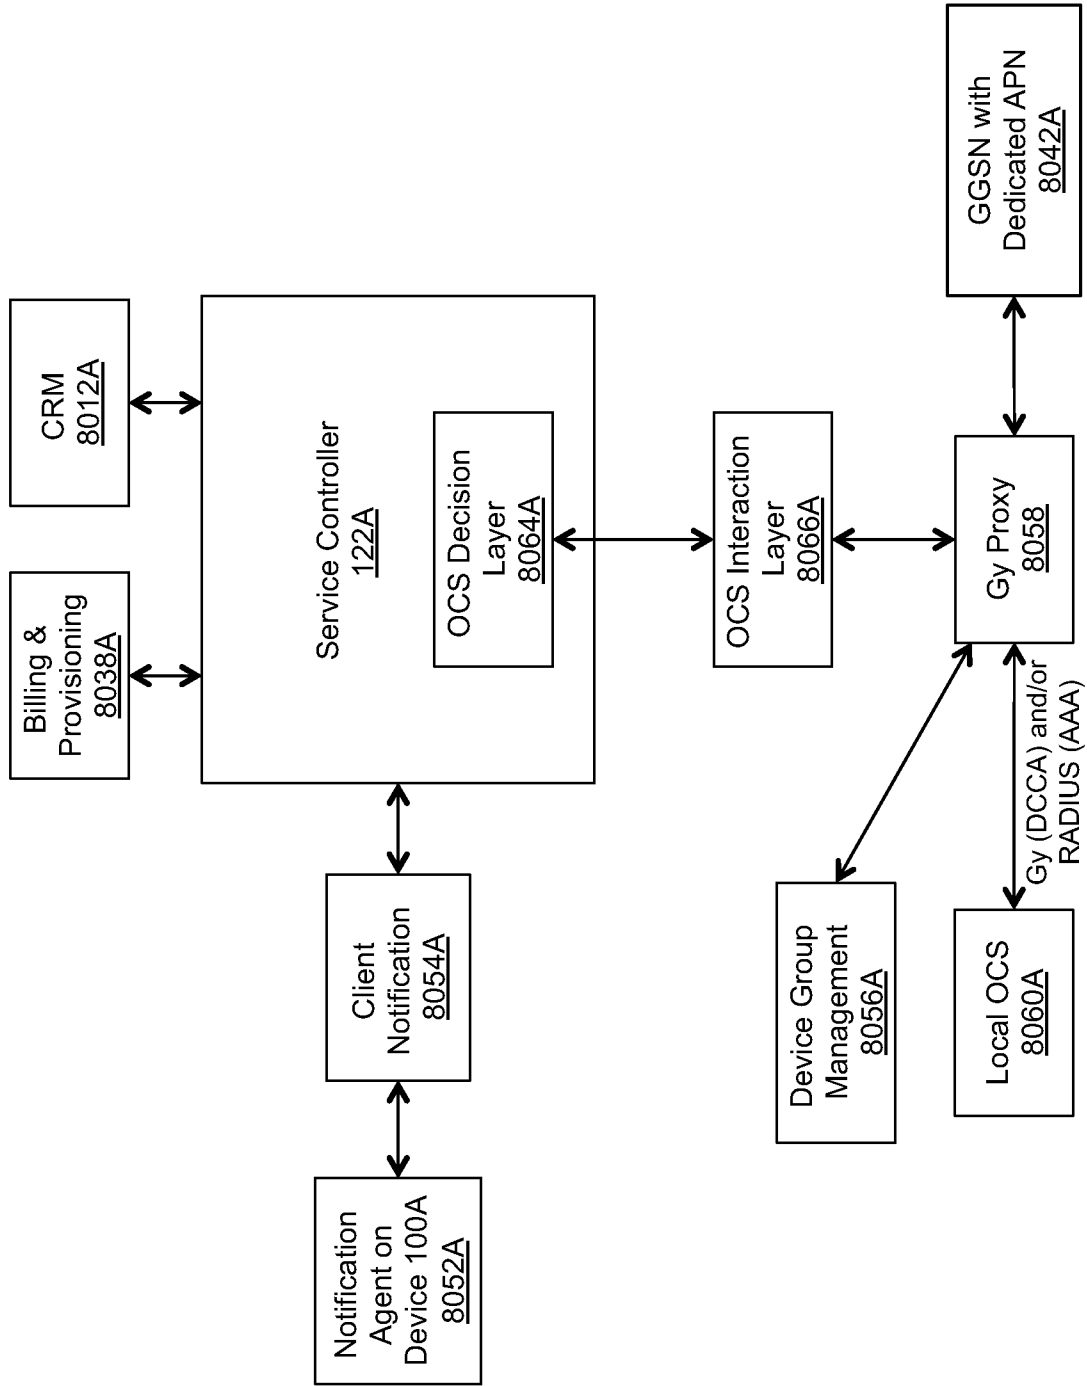 Billing &
Provisioning
8038A
CRM
8012A
Notification
Agent on
Device 100A
8052A
Client
Notification
8054A
Service Controller
122A
OCS Decision
Layer
8064A
OCS Interaction
Layer
8066A
Device Group
Management
8056A
Local OCS
8060A
Gy (DCCA) and/or
RADIUS (AAA)
Gy Proxy
8058
GGSN with
Dedicated APN
8042A